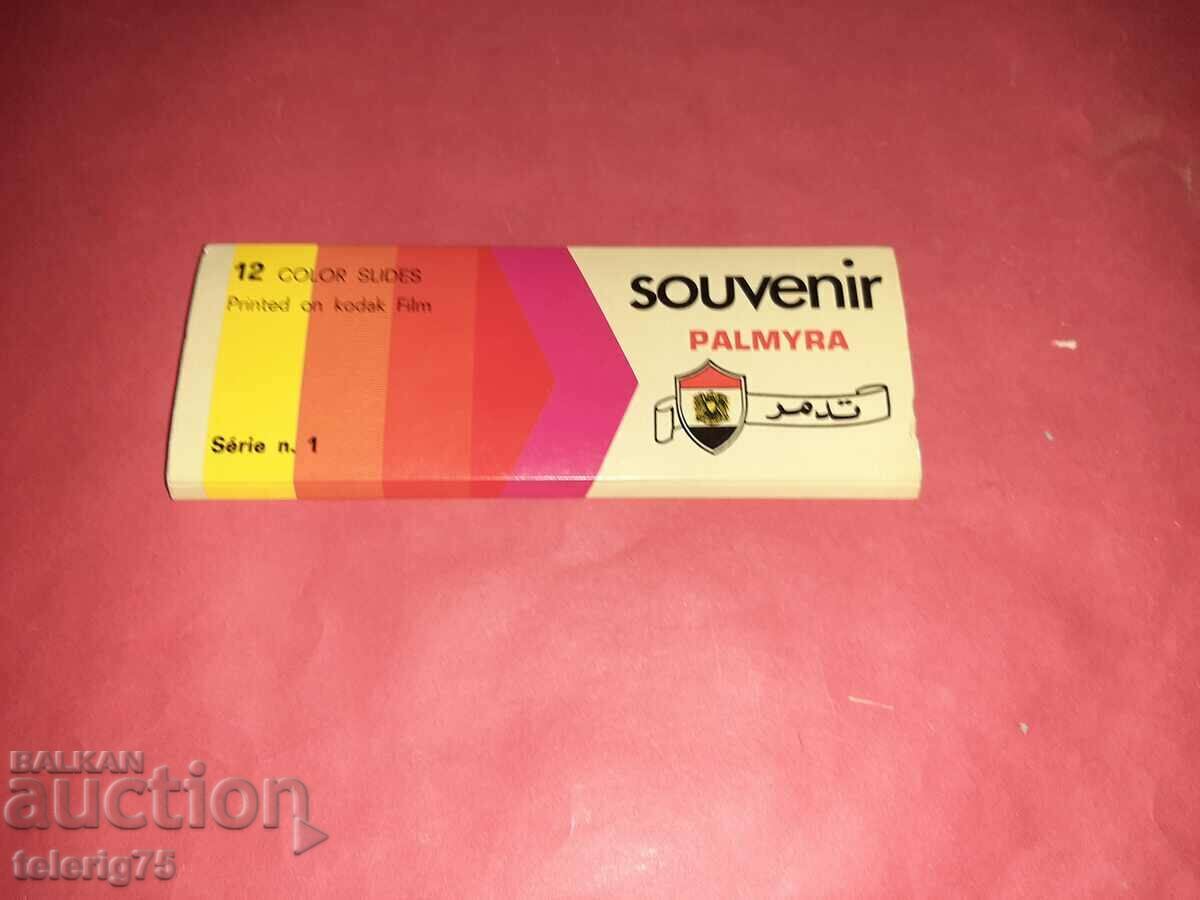 12 COLOR SLIDES
Printed on kodak Film
Série n. 1
souvenir
PALMYRA
تدمر
BALKAN
auction
telerig75